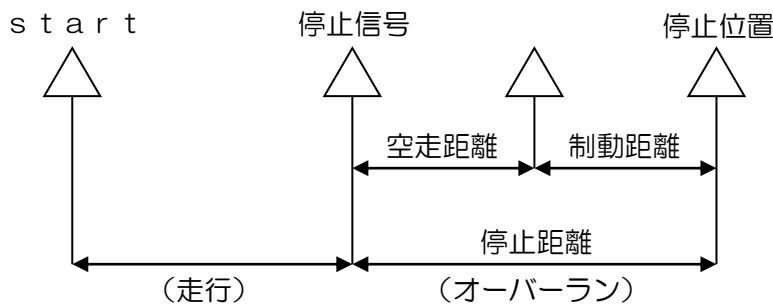 ｓｔａｒｔ
停止信号
停止位置
空走距離
制動距離
停止距離
（走行）
（オーバーラン）